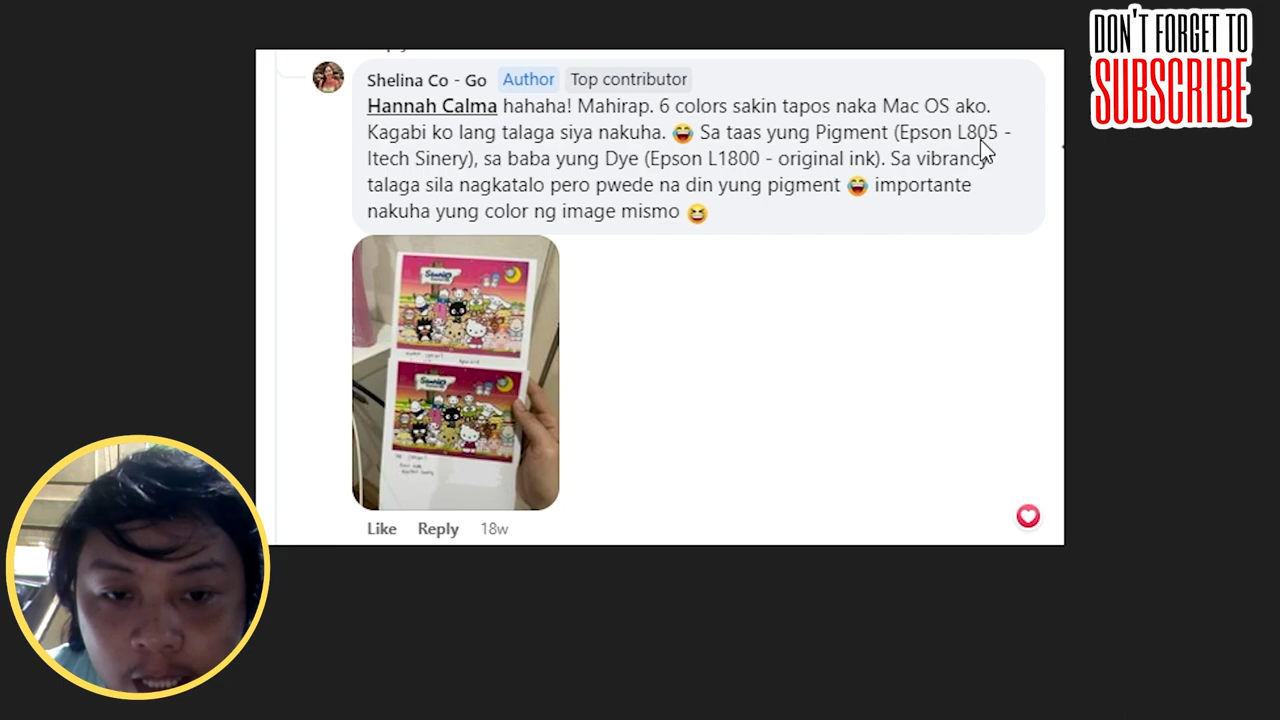 DON'T FORGET TO
SUBSCRIBE
Shelina Co - Go Author Top contributor
Hannah Calma hahaha! Mahirap. 6 colors sakin tapos naka Mac OS ako.
Kagabi ko lang talaga siya nakuha. 😂 Sa taas yung Pigment (Epson L805 -
Itech Sinery), sa baba yung Dye (Epson L1800 - original ink). Sa vibrancy
talaga sila nagkatalo pero pwede na din yung pigment 😂 importante
nakuha yung color ng image mismo 😆
Sanrio
Sanrio
Like Reply 18w